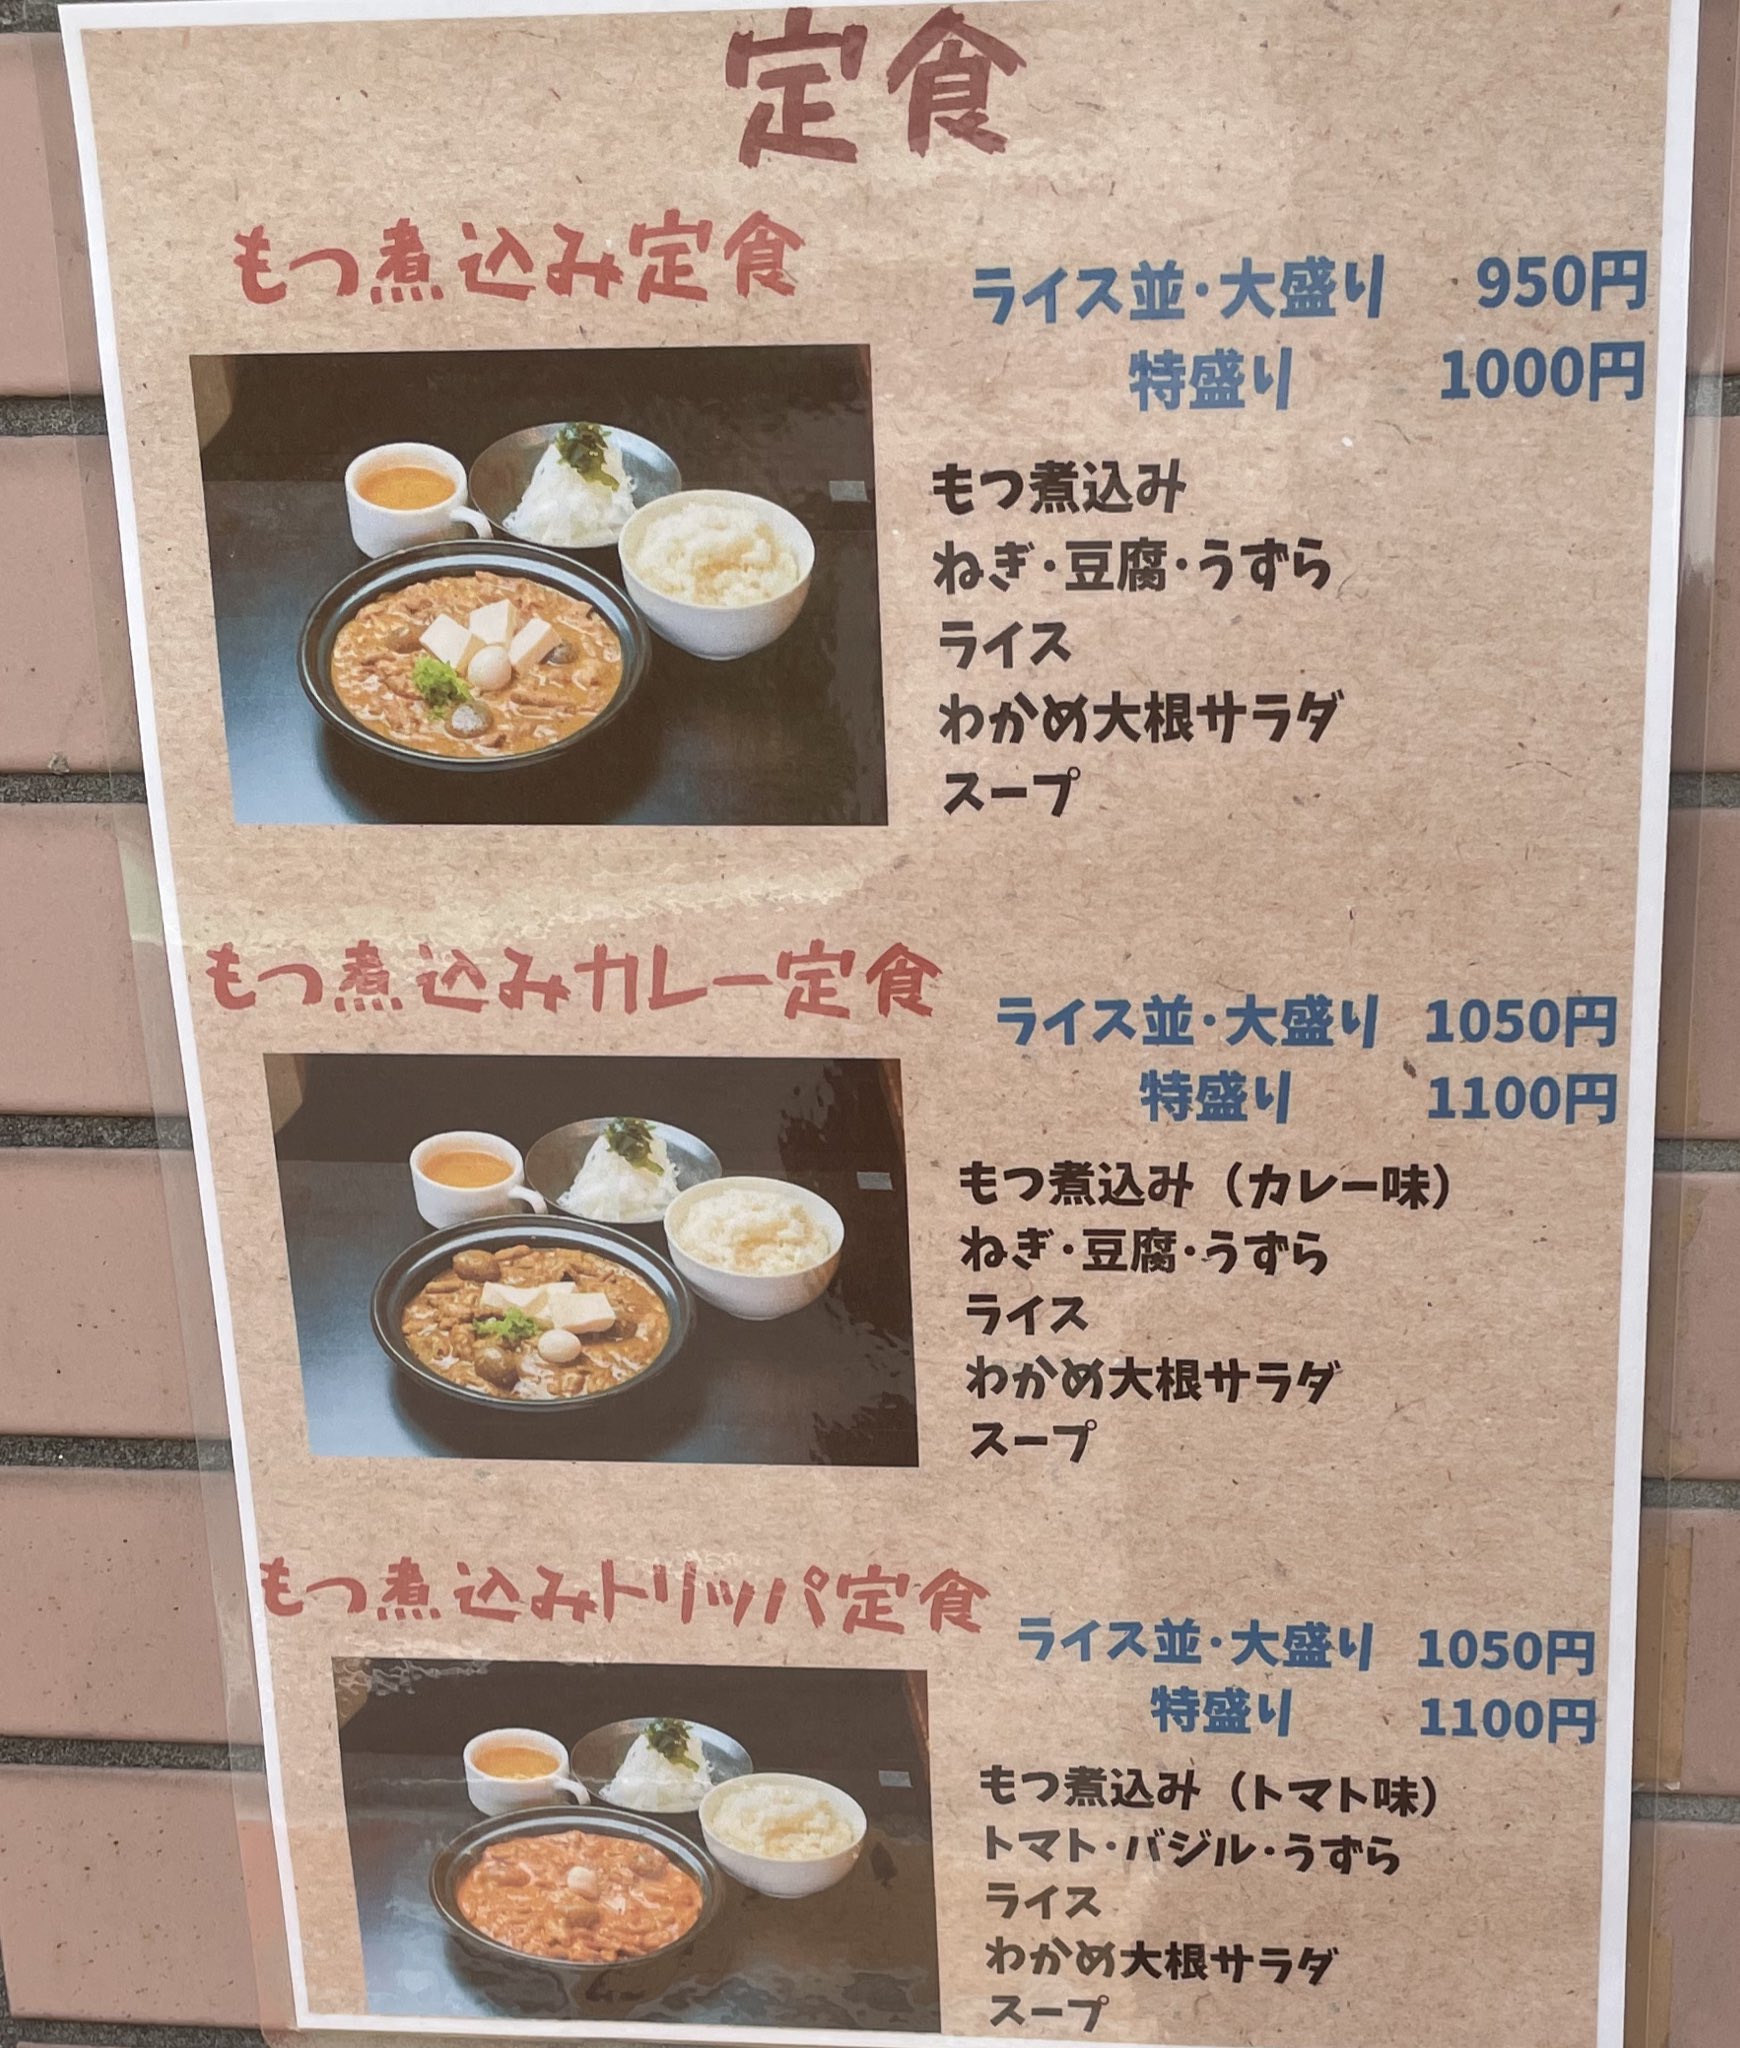 定食
もつ煮込み定食
ライス並・大盛り 950円
特盛り 1000円
もつ煮込み
ねぎ・豆腐・うずら
ライス
わかめ大根サラダ
スープ
もつ煮込みカレー定食
ライス並・大盛り 1050円
特盛り 1100円
もつ煮込み（カレー味）
ねぎ・豆腐・うずら
ライス
わかめ大根サラダ
スープ
もつ煮込みトリッパ定食
ライス並・大盛り 1050円
特盛り 1100円
もつ煮込み（トマト味）
トマト・バジル・うずら
ライス
わかめ大根サラダ
スープ